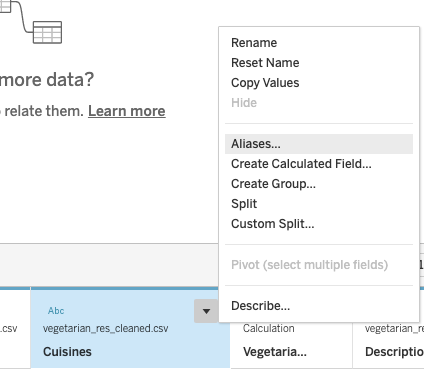 more data?
relate them. Learn more
Rename
Reset Name
Copy Values
Hide
Aliases...
Create Calculated Field...
Create Group...
Split
Custom Split...
Pivot (select multiple fields)
Describe...
Abc
.csv
vegetarian_res_cleaned.csv
Calculation
vegetarian_re
Cuisines
Vegetaria...
Descriptio